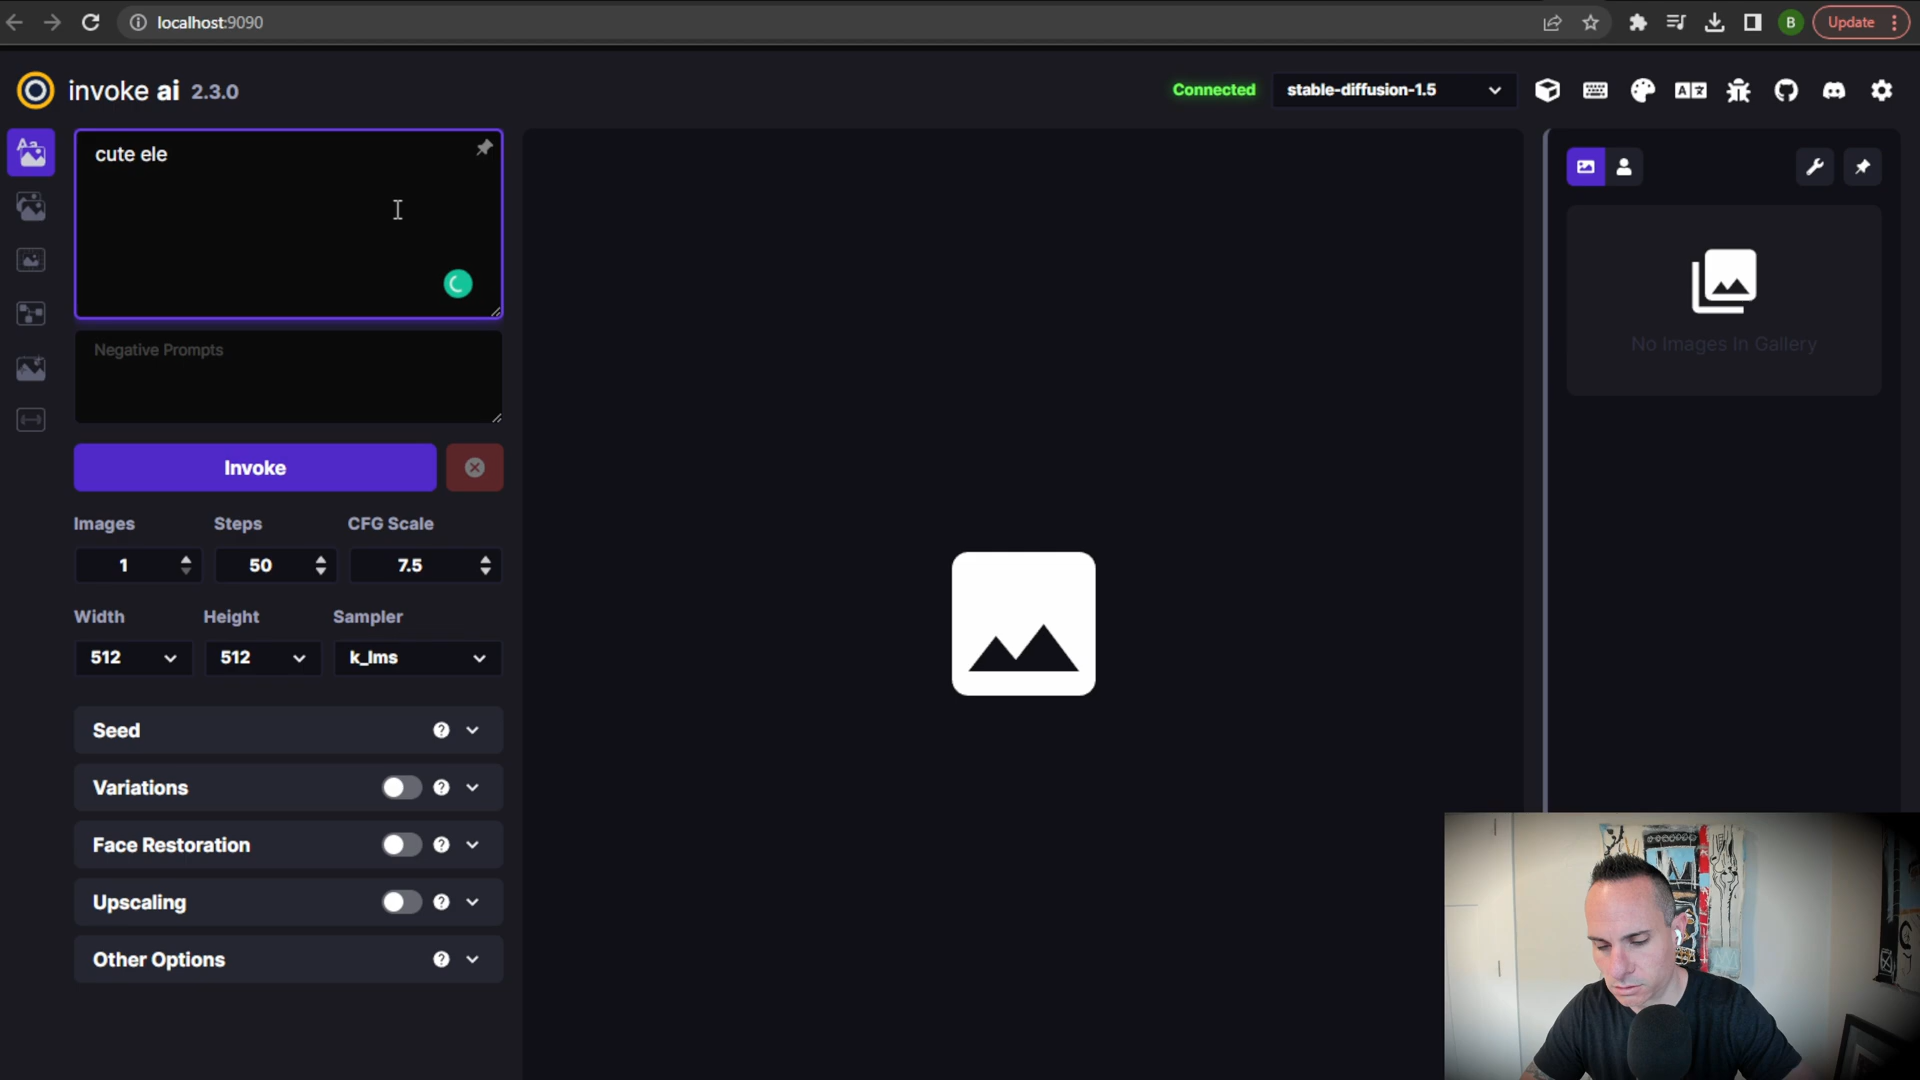 localhost:9090
B
Update
invoke ai 2.3.0
Connected
stable-diffusion-1.5
cute ele
Negative Prompts
No Images In Gallery
Invoke
Images
Steps
CFG Scale
1
50
7.5
Width
Height
Sampler
512
512
k_lms
Seed
Variations
Face Restoration
Upscaling
Other Options